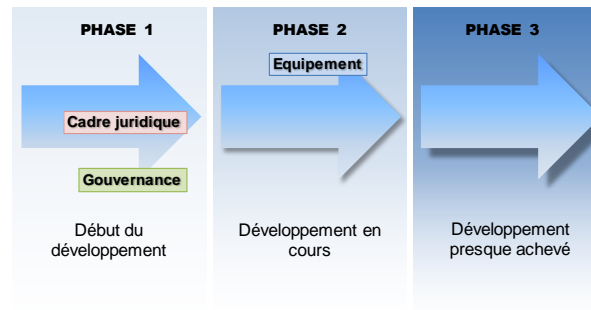 PHASE 1
Cadre juridique
Gouvernance
Début du
développement
PHASE 2
Equipement
Développement en
cours
PHASE 3
Développement
presque achevé